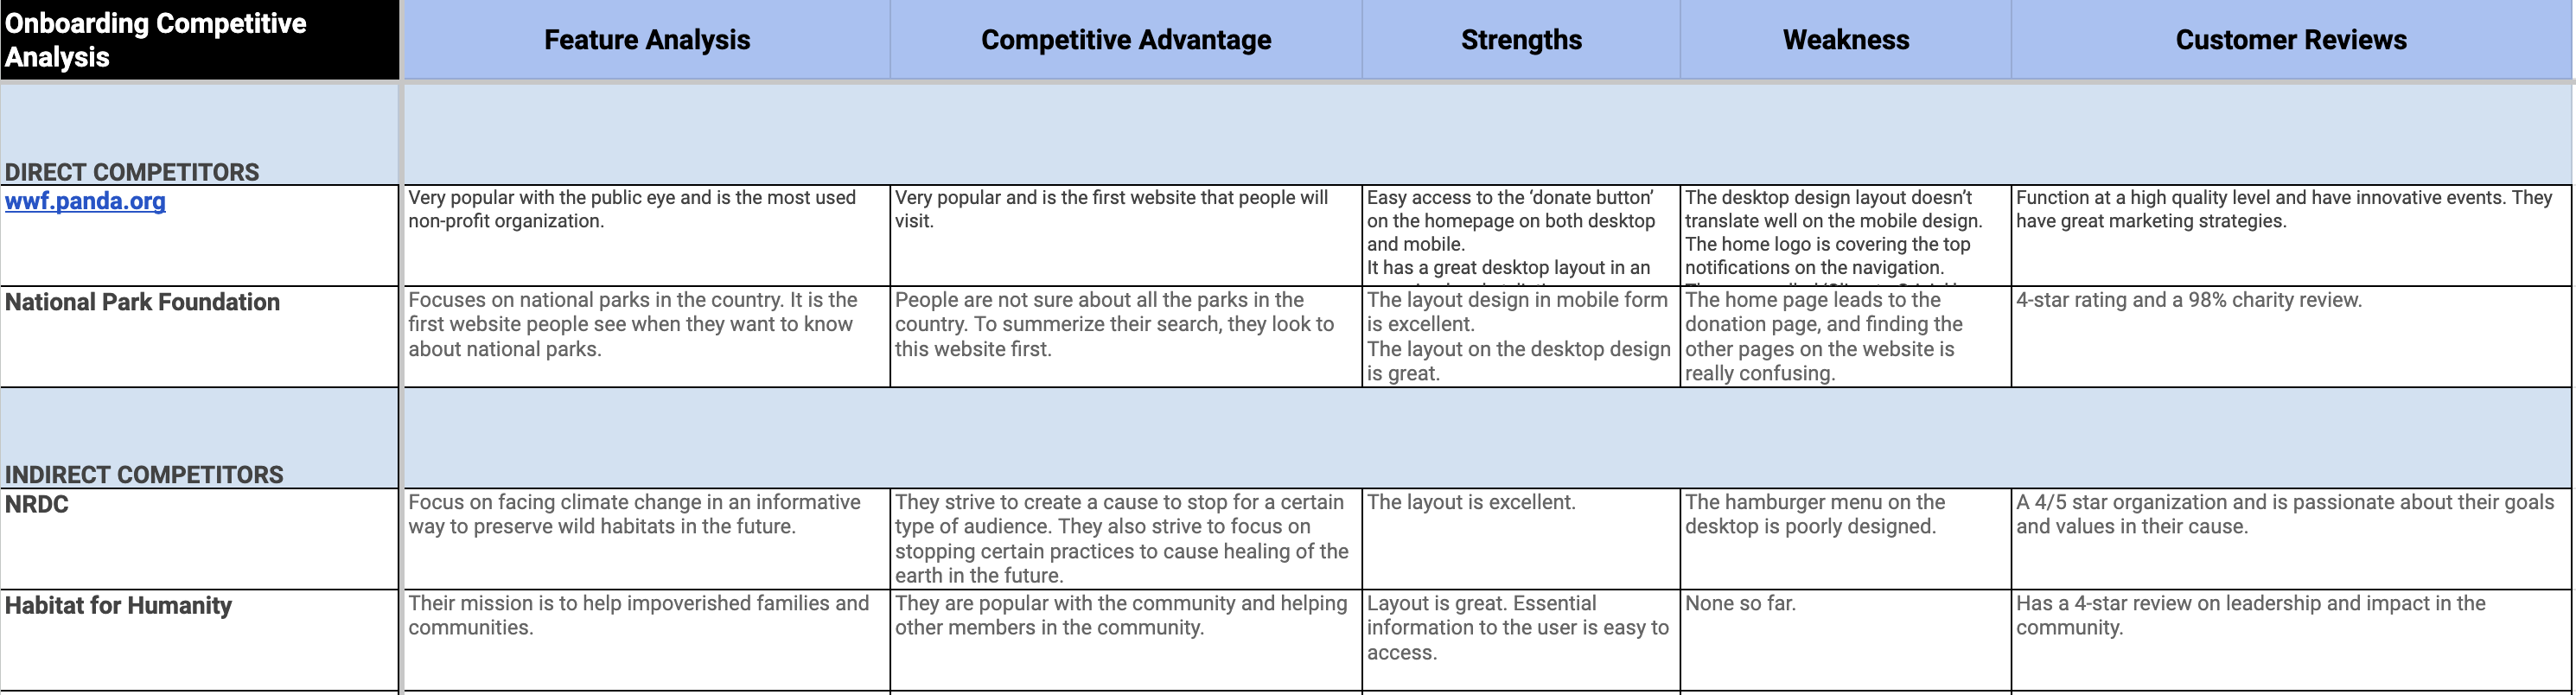 Onboarding Competitive
Analysis
Feature Analysis
Competitive Advantage
Strengths
Weakness
Customer Reviews
DIRECT COMPETITORS
wwf.panda.org
Very popular with the public eye and is the most used
non-profit organization.
Very popular and is the first website that people will
visit.
Easy access to the ‘donate button’
on the homepage on both desktop
and mobile.
It has a great desktop layout in an
The desktop design layout doesn’t
translate well on the mobile design.
The home logo is covering the top
notifications on the navigation.
Function at a high quality level and have innovative events. They
have great marketing strategies.
National Park Foundation
Focuses on national parks in the country. It is the
first website people see when they want to know
about national parks.
People are not sure about all the parks in the
country. To summerize their search, they look to
this website first.
The layout design in mobile form
is excellent.
The layout on the desktop design
is great.
The home page leads to the
donation page, and finding the
other pages on the website is
really confusing.
4-star rating and a 98% charity review.
INDIRECT COMPETITORS
NRDC
Focus on facing climate change in an informative
way to preserve wild habitats in the future.
They strive to create a cause to stop for a certain
type of audience. They also strive to focus on
stopping certain practices to cause healing of the
earth in the future.
The layout is excellent.
The hamburger menu on the
desktop is poorly designed.
A 4/5 star organization and is passionate about their goals
and values in their cause.
Habitat for Humanity
Their mission is to help impoverished families and
communities.
They are popular with the community and helping
other members in the community.
Layout is great. Essential
information to the user is easy to
access.
None so far.
Has a 4-star review on leadership and impact in the
community.